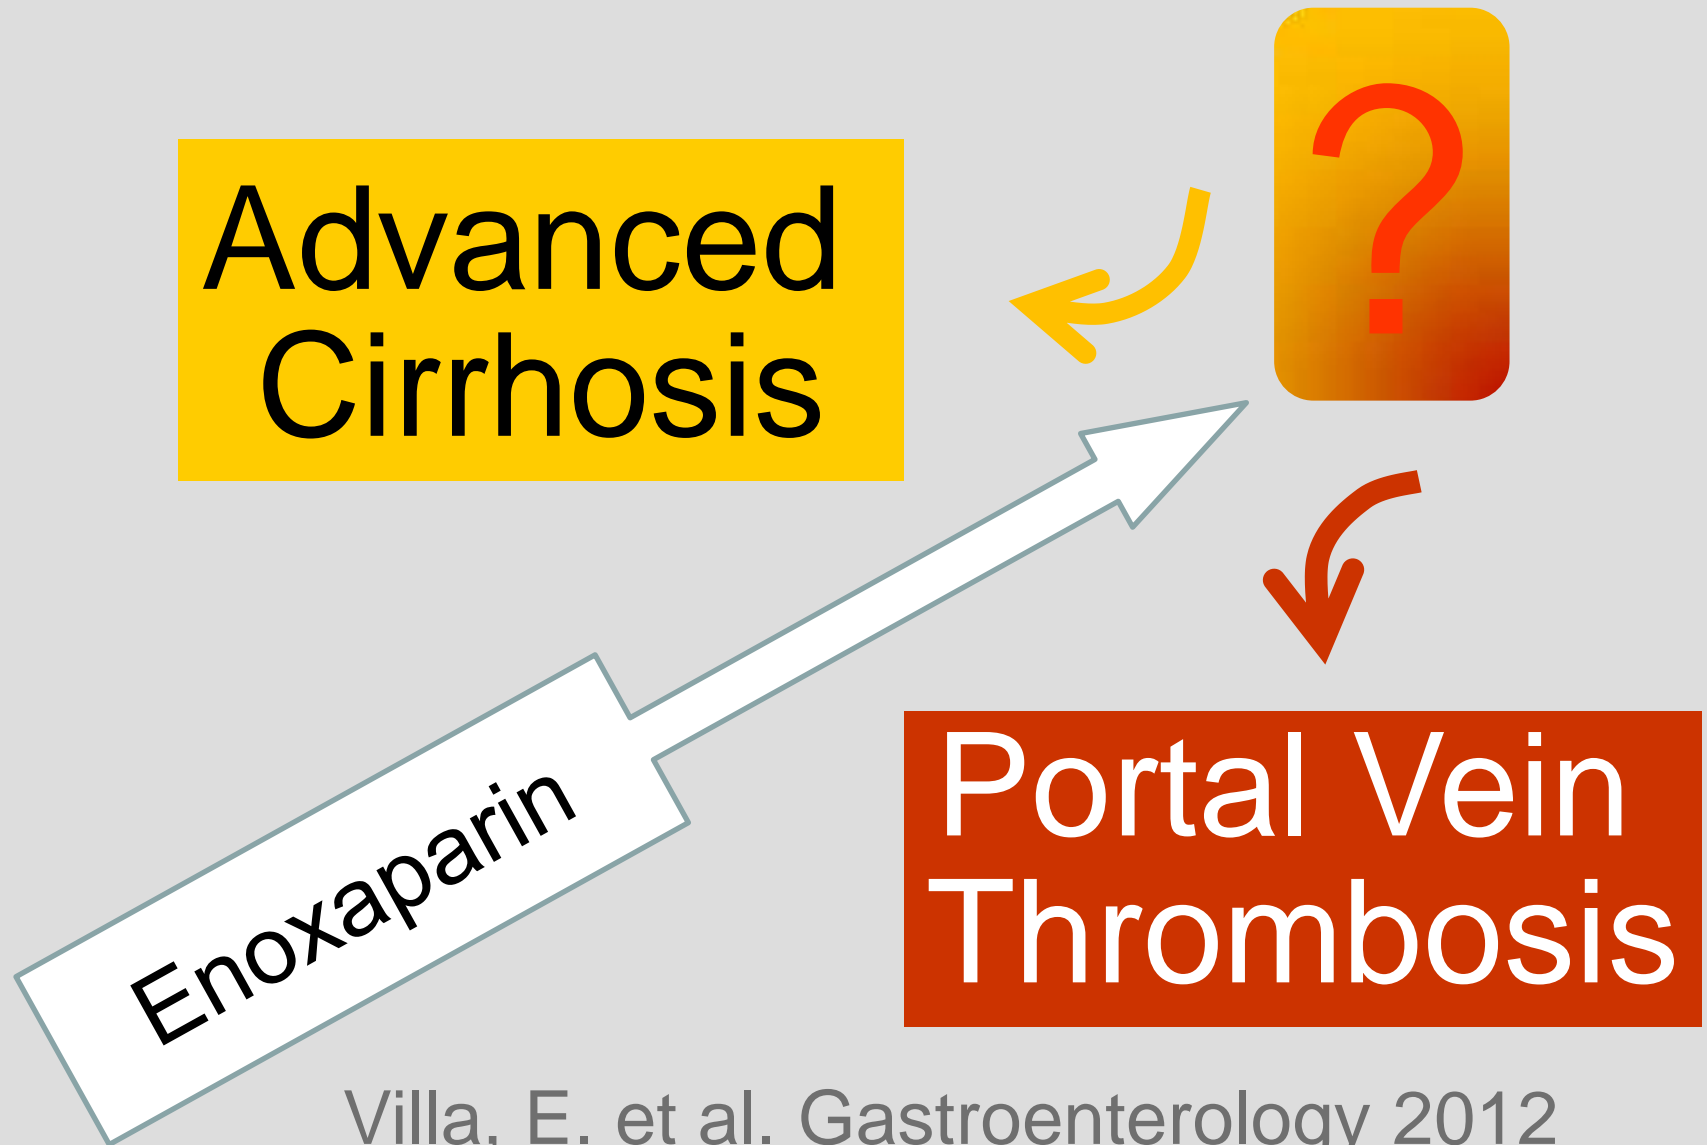 ?
Advanced
Cirrhosis
Enoxaparin
Portal Vein
Thrombosis
Villa, E. et al. Gastroenterology 2012